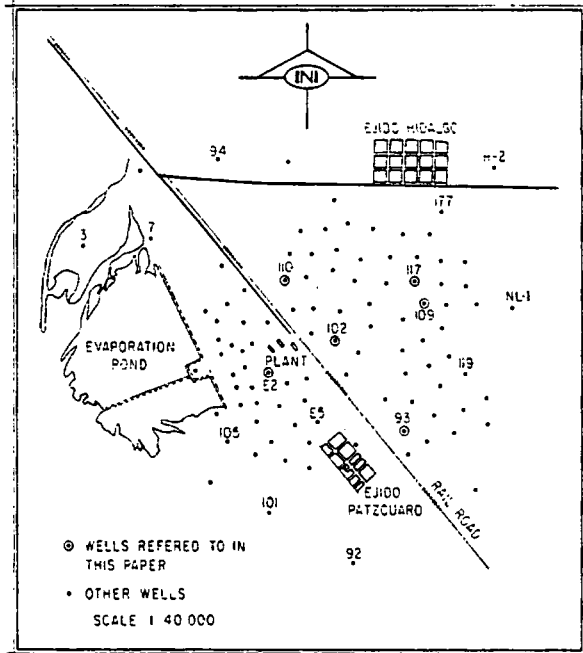 INI
94
EJIDO HIDALGO
H-2
177
3
7
110
117
109
NL-1
102
EVAPORATION
POND
PLANT
E2
119
E5
93
105
EJIDO
PATZCUARO
RAIL ROAD
101
92
WELLS REFERED TO IN
THIS PAPER
OTHER WELLS
SCALE 1 40 000